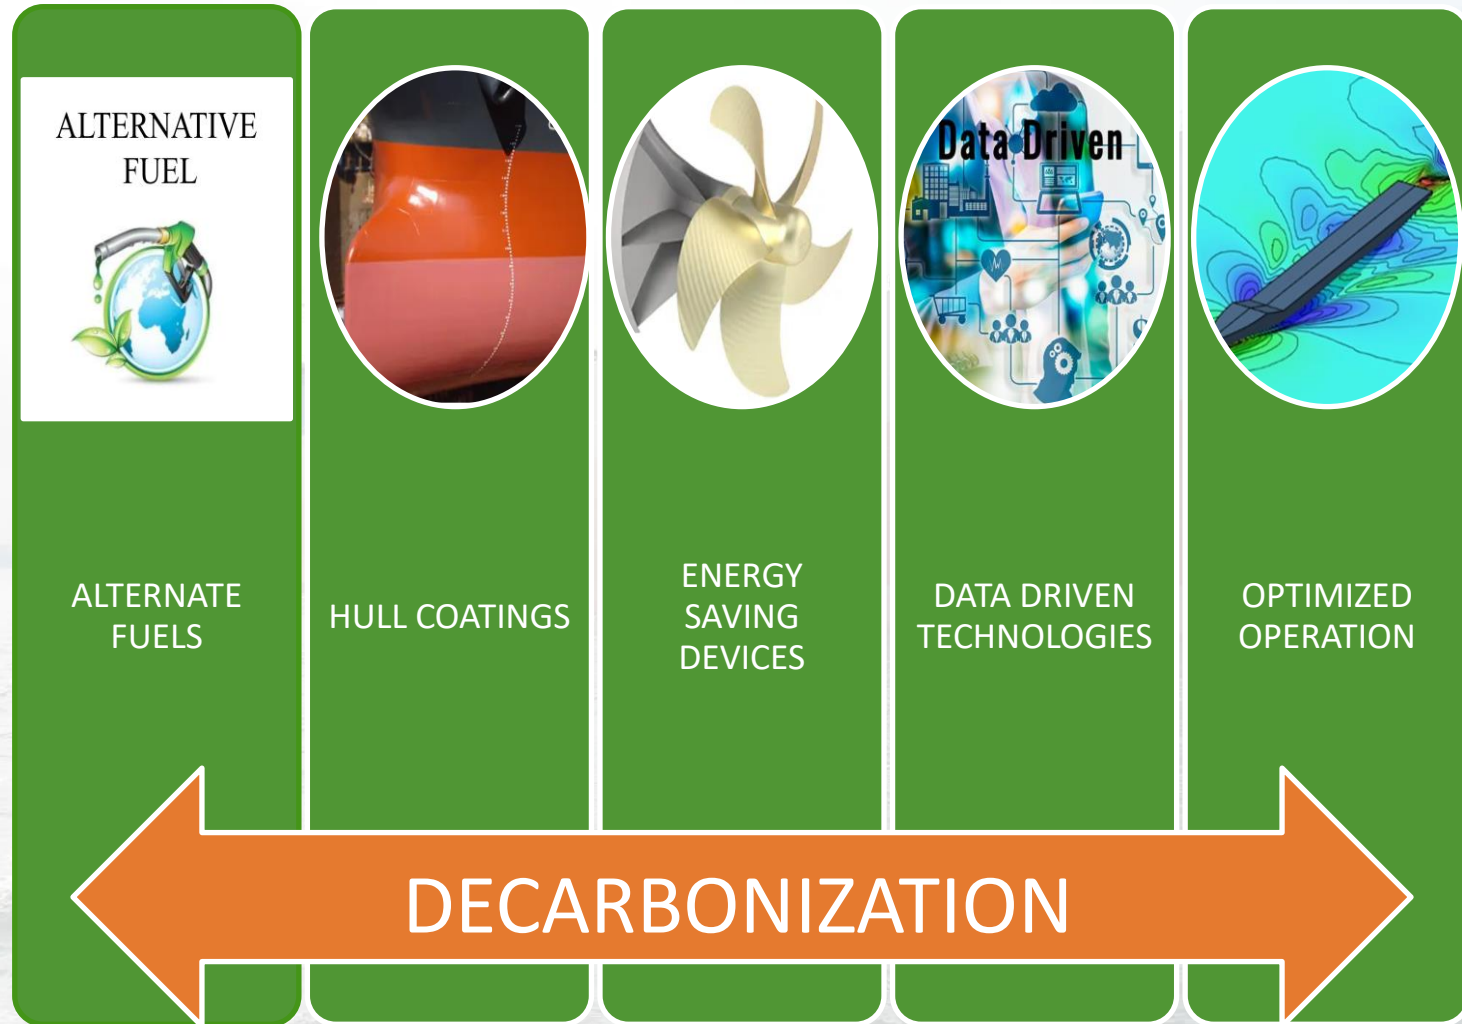 ALTERNATIVE
FUEL
Data Driven
ALTERNATE
FUELS
HULL COATINGS
ENERGY
SAVING
DEVICES
DATA DRIVEN
TECHNOLOGIES
OPTIMIZED
OPERATION
DECARBONIZATION